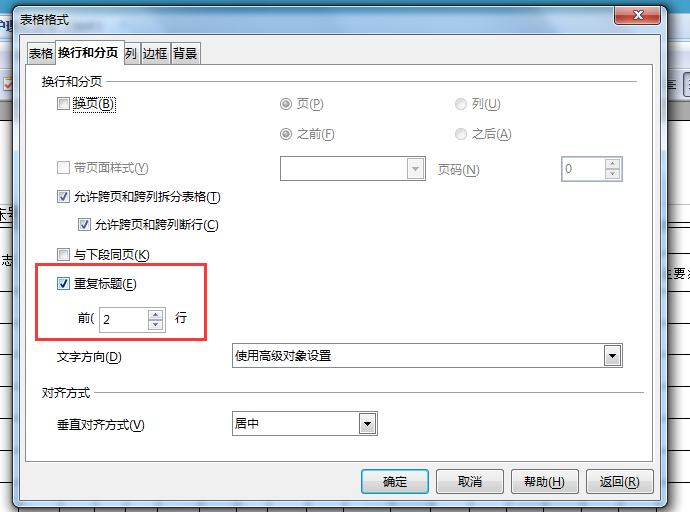 表格格式
表格 换行和分页 列 边框 背景
换行和分页
换页(B) 页(P) 列(U)
之前(F) 之后(A)
带页面样式(Y) 页码(N) 0
允许跨页和跨列拆分表格(T)
允许跨页和跨列断行(C)
与下段同页(K)
重复标题(E)
前( 2 行
文字方向(D) 使用高级对象设置
对齐方式
垂直对齐方式(V) 居中
确定 取消 帮助(H) 返回(R)